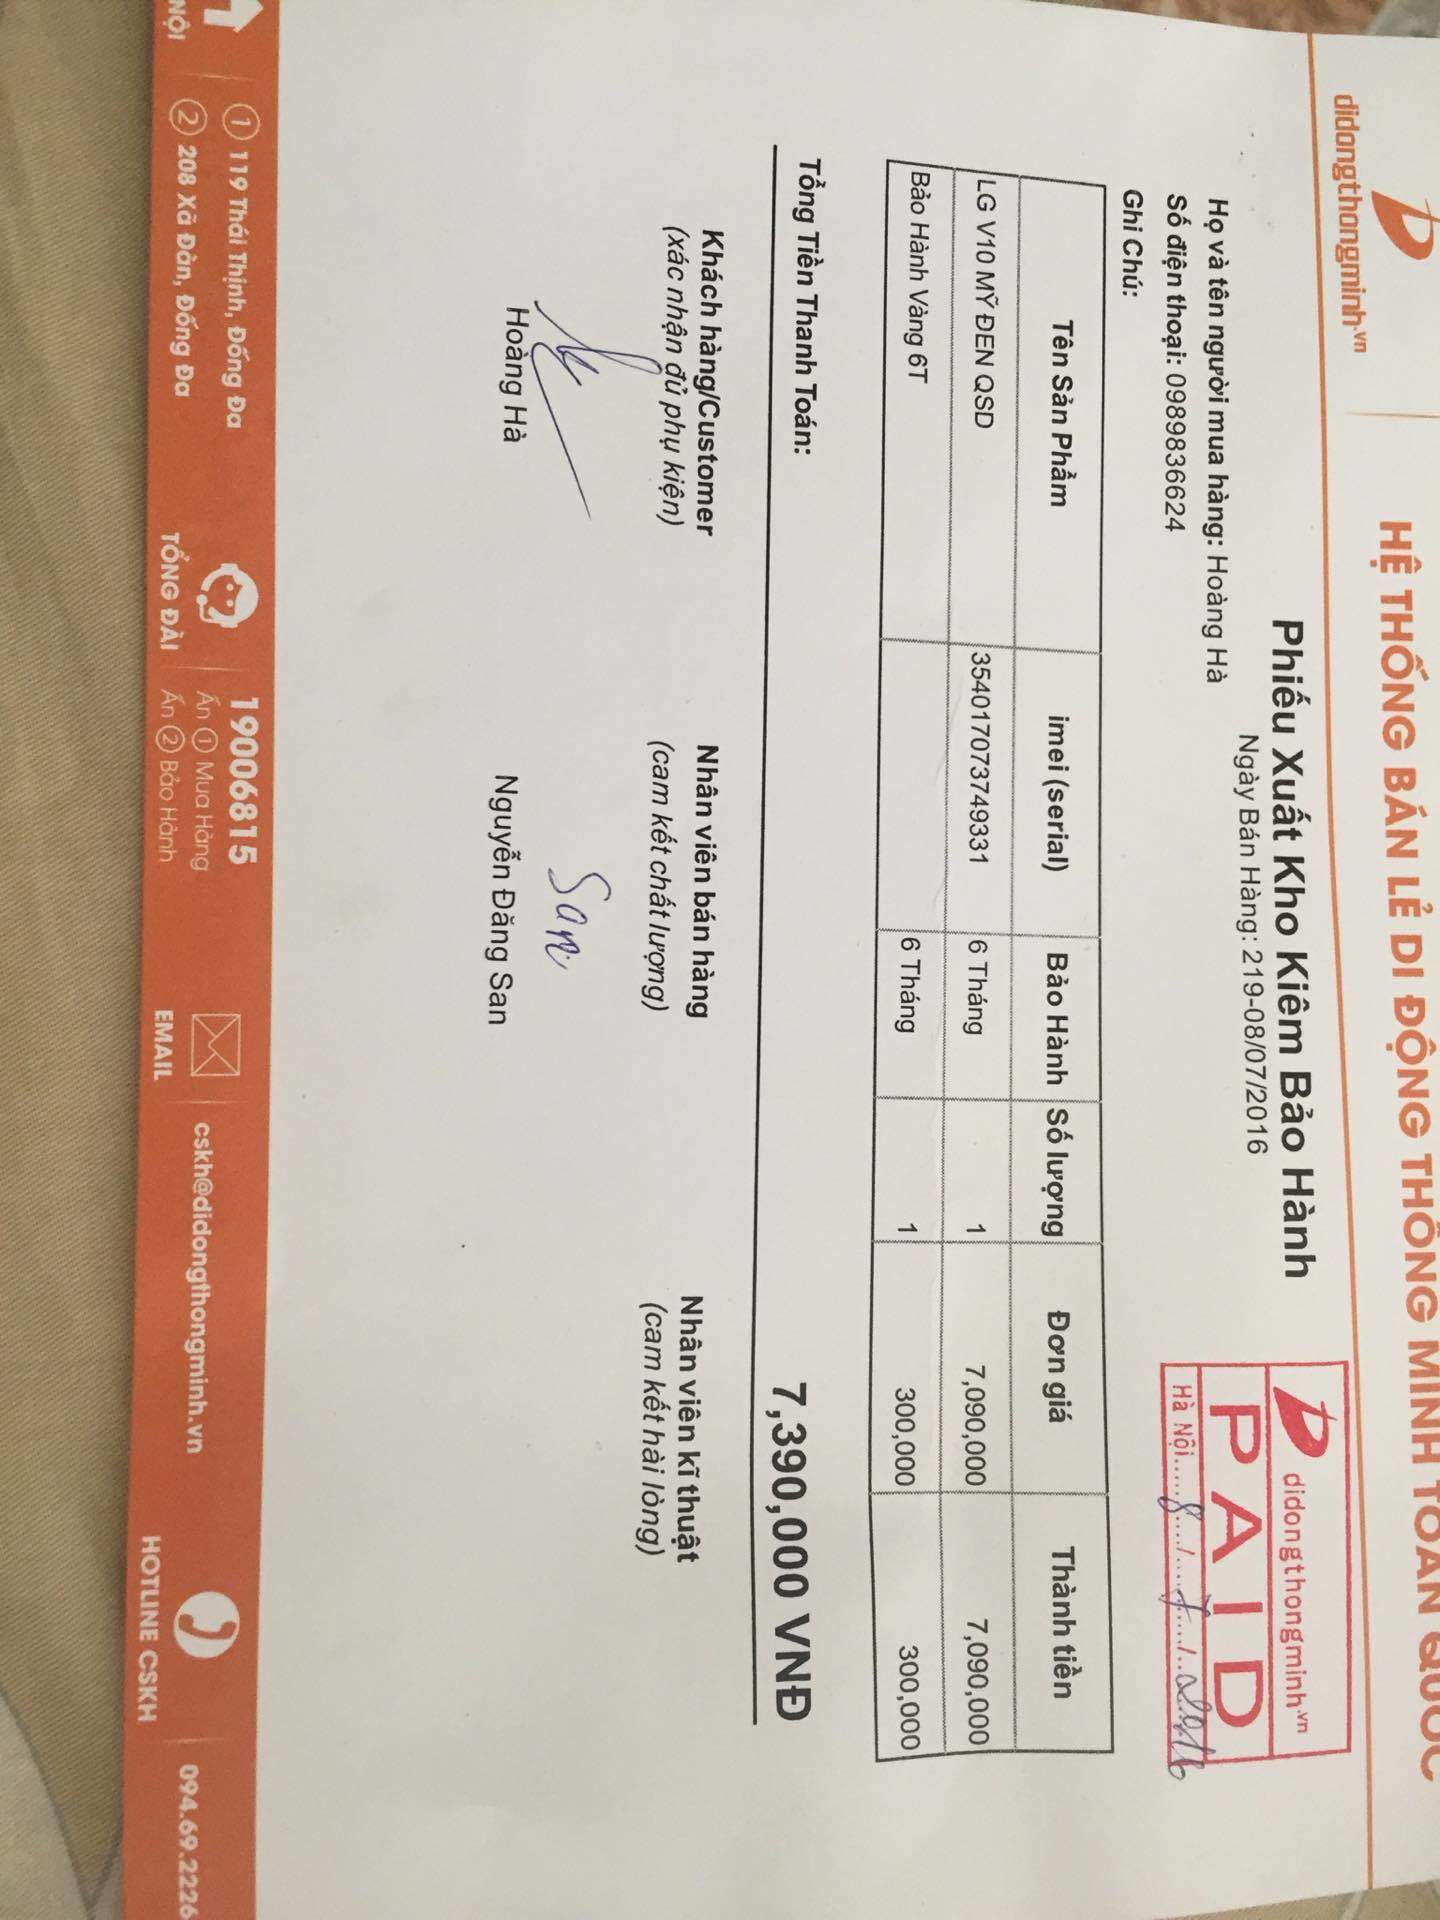 didongthongminh.vn
HỆ THỐNG BÁN LẺ DI ĐỘNG THÔNG MINH TOÀN QUỐC
Phiếu Xuất Kho Kiêm Bảo Hành
Ngày Bán Hàng: 219-08/07/2016
didongthongminh.vn
PAID
Hà Nội.....8.../....7.../..2016
Họ và tên người mua hàng: Hoàng Hà
Số điện thoại: 0989836624
Ghi Chú:
Tên Sản Phẩm imei (serial) Bảo Hành Số lượng Đơn giá Thành tiền
LG V10 MỸ ĐEN QSD 354017073749331 6 Tháng 1 7,090,000 7,090,000
Bảo Hành Vàng 6T 6 Tháng 1 300,000 300,000
Tổng Tiền Thanh Toán: 7,390,000 VNĐ
Khách hàng/Customer Nhân viên bán hàng Nhân viên kĩ thuật
(xác nhận đủ phụ kiện) (cam kết chất lượng) (cam kết hài lòng)
San
Hoàng Hà Nguyễn Đăng San
1 119 Thái Thịnh, Đống Đa
2 208 Xã Đàn, Đống Đa
NỘI
19006815
Ấn 1 Mua Hàng
Ấn 2 Bảo Hành
TỔNG ĐÀI
cskh@didongthongminh.vn
EMAIL
094.69.2226
HOTLINE CSKH